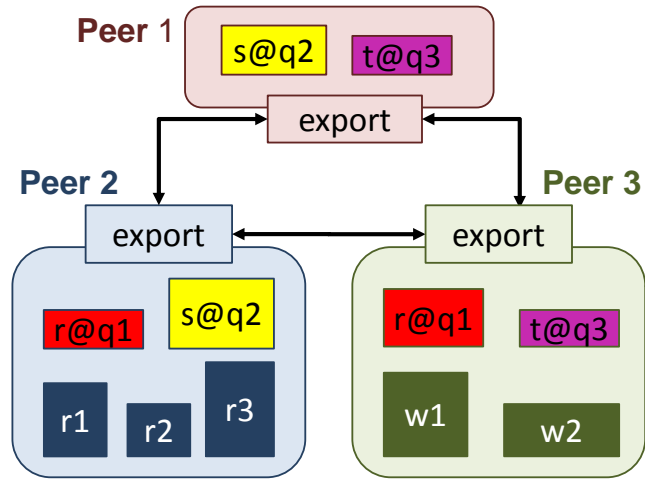 Peer 1
s@q2
t@q3
export
Peer 2
Peer 3
export
export
r@q1
s@q2
r@q1
t@q3
r1
r2
r3
w1
w2